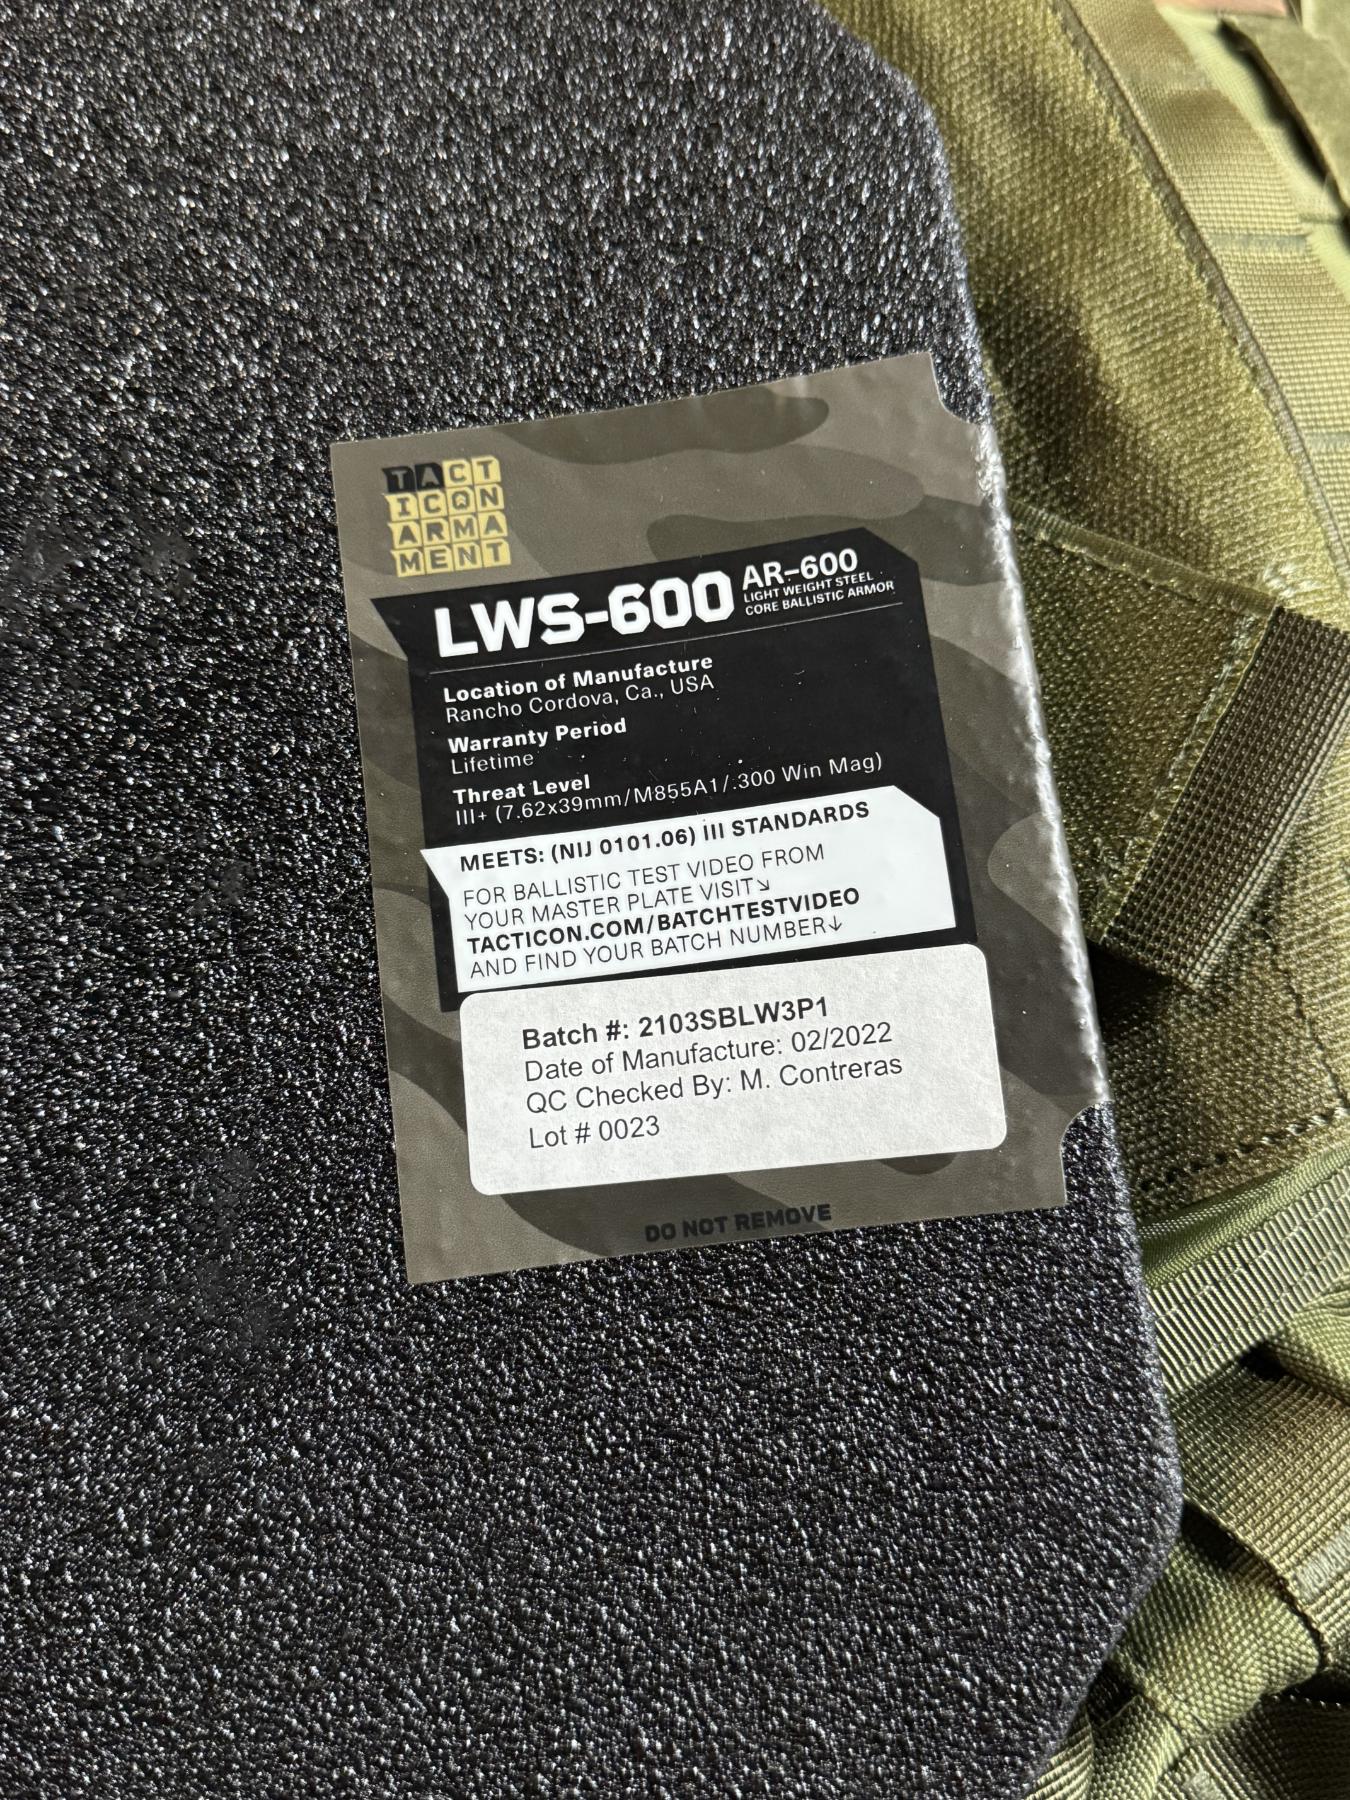 TACT
ICON
ARMA
MENT
LWS-600
AR-600
LIGHT WEIGHT STEEL
CORE BALLISTIC ARMOR
Location of Manufacture
Rancho Cordova, Ca., USA
Warranty Period
Lifetime
Threat Level
III+ (7.62x39mm/M855A1/.300 Win Mag)
MEETS: (NIJ 0101.06) III STANDARDS
FOR BALLISTIC TEST VIDEO FROM
YOUR MASTER PLATE VISIT↘
TACTICON.COM/BATCHTESTVIDEO
AND FIND YOUR BATCH NUMBER↓
Batch #: 2103SBLW3P1
Date of Manufacture: 02/2022
QC Checked By: M. Contreras
Lot # 0023
DO NOT REMOVE